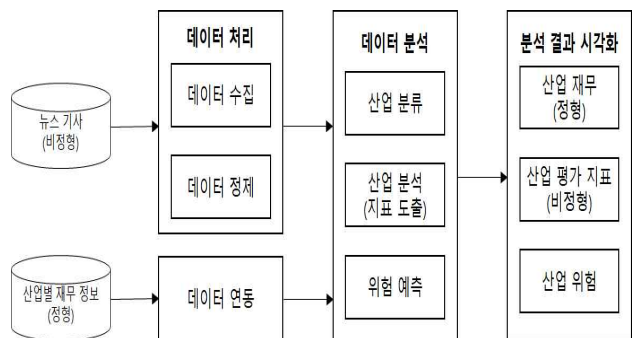 데이터 처리
데이터 수집
데이터 정제
데이터 연동
뉴스 기사
(비정형)
산업별 재무 정보
(정형)
데이터 분석
산업 분류
산업 분석
(지표 도출)
위험 예측
분석 결과 시각화
산업 재무
(정형)
산업 평가 지표
(비정형)
산업 위험